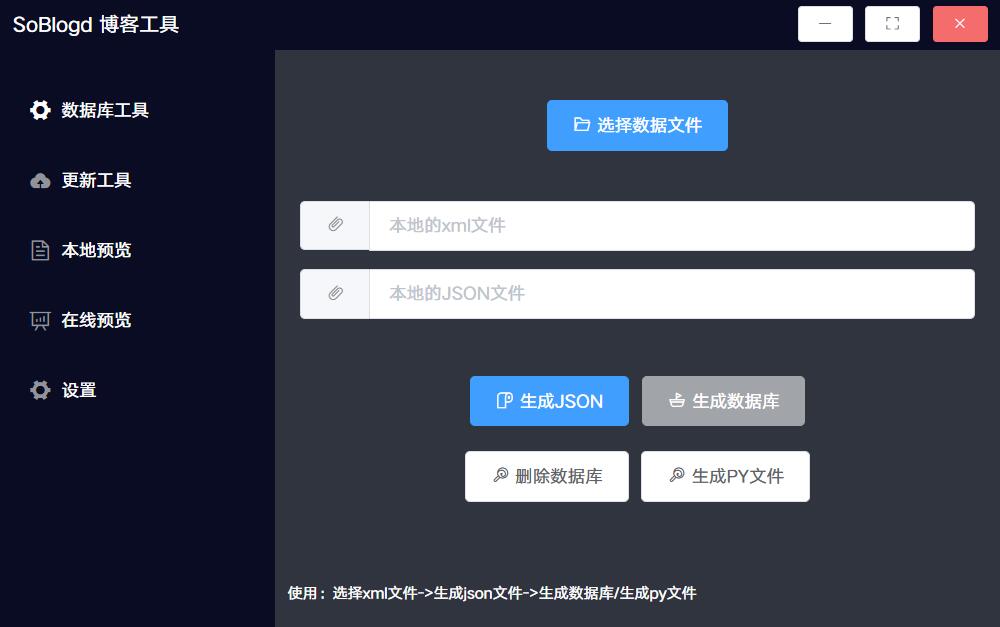 SoBlogd 博客工具
数据库工具
更新工具
本地预览
在线预览
设置
选择数据文件
本地的xml文件
本地的JSON文件
生成JSON
生成数据库
删除数据库
生成PY文件
使用：选择xml文件->生成json文件->生成数据库/生成py文件